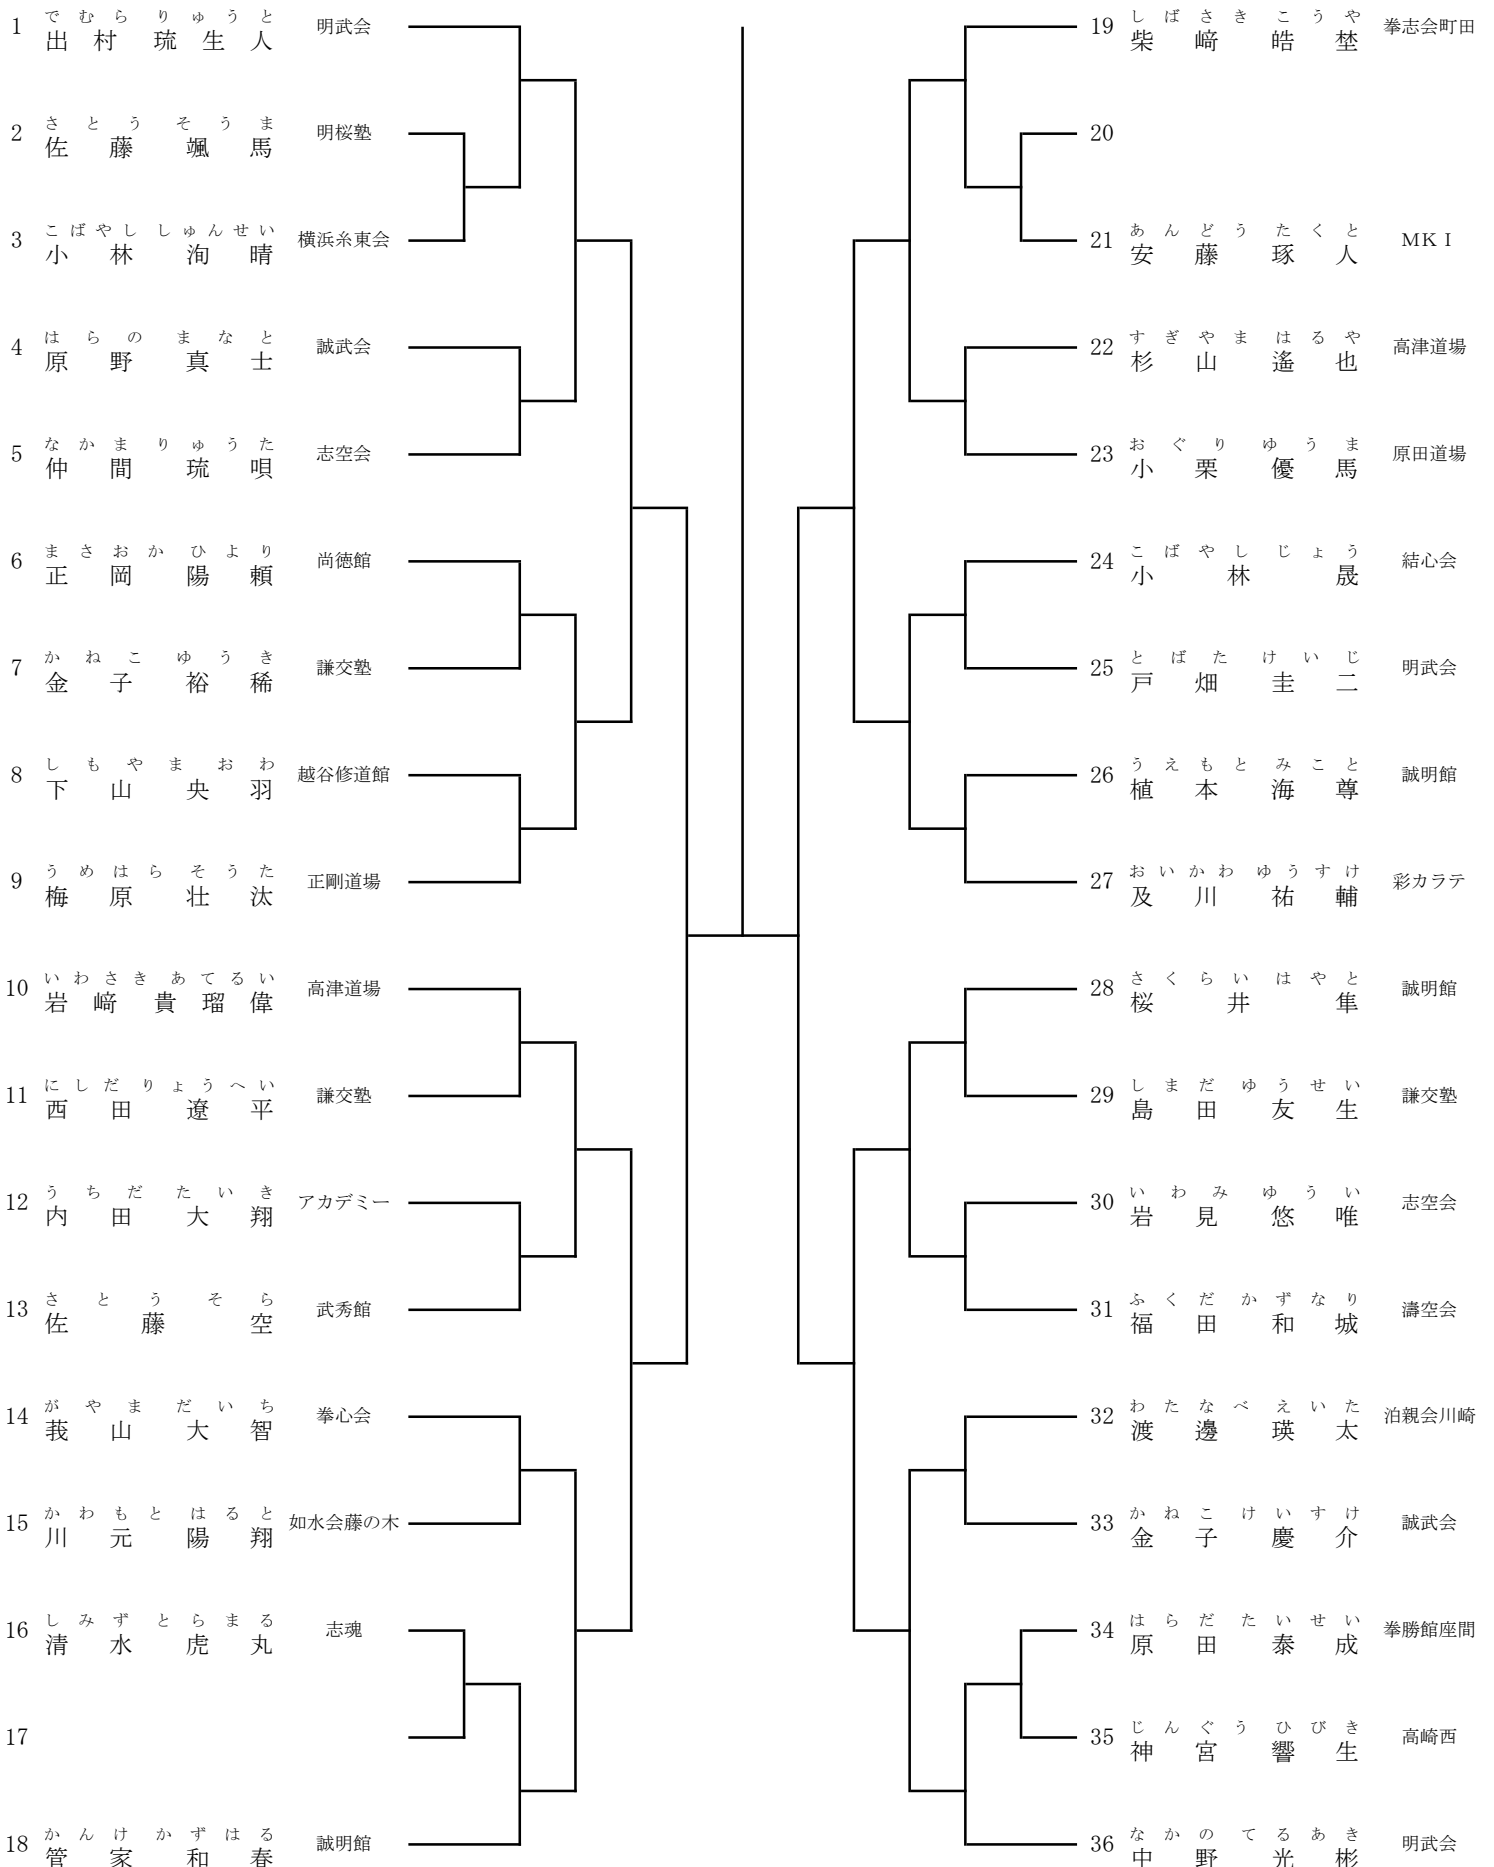 でむら りゅうと
1 出村 琉生人 明武会
さとう そうま
2 佐藤 颯馬 明桜塾
こばやし しゅんせい
3 小林 洵晴 横浜糸東会
はらの まなと
4 原野 真士 誠武会
なかま りゅうた
5 仲間 琉唄 志空会
まさおか ひより
6 正岡 陽頼 尚徳館
かねこ ゆうき
7 金子 裕稀 謙交塾
しもやま おわ
8 下山 央羽 越谷修道館
うめはら そうた
9 梅原 壮汰 正剛道場
いわさき あてるい
10 岩﨑 貴瑠偉 高津道場
にしだ りょうへい
11 西田 遼平 謙交塾
うちだ たいき
12 内田 大翔 アカデミー
さとう そら
13 佐藤 空 武秀館
がやま だいち
14 莪山 大智 拳心会
かわもと はると
15 川元 陽翔 如水会藤の木
しみず とらまる
16 清水 虎丸 志魂
17
かんけ かずはる
18 管家 和春 誠明館
しばさき こうや
19 柴﨑 皓埜 拳志会町田
20
あんどう たくと
21 安藤 琢人 MKI
すぎやま はるや
22 杉山 遙也 高津道場
おぐり ゆうま
23 小栗 優馬 原田道場
こばやし じょう
24 小林 晟 結心会
とばた けいじ
25 戸畑 圭二 明武会
うえもと みこと
26 植本 海尊 誠明館
おいかわ ゆうすけ
27 及川 祐輔 彩カラテ
さくらい はやと
28 桜井 隼 誠明館
しまだ ゆうせい
29 島田 友生 謙交塾
いわみ ゆうい
30 岩見 悠唯 志空会
ふくだ かずなり
31 福田 和城 濤空会
わたなべ えいた
32 渡邊 瑛太 泊親会川崎
かねこ けいすけ
33 金子 慶介 誠武会
はらだ たいせい
34 原田 泰成 拳勝館座間
じんぐう ひびき
35 神宮 響生 高崎西
なかの てるあき
36 中野 光彬 明武会